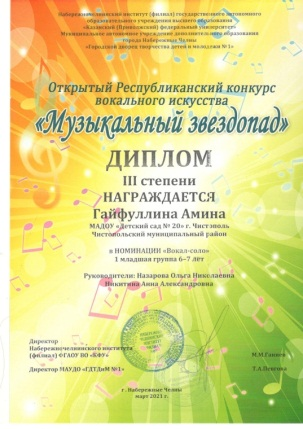 Набережночелнинский институт (филиал) государственного автономного
образовательного учреждения высшего образования
«Казанский (Приволжский) федеральный университет»
Муниципальное автономное учреждение дополнительного образования
города Набережные Челны
«Городской дворец творчества детей и молодежи №1»
Открытый Республиканский конкурс
вокального искусства
«Музыкальный звездопад»
ДИПЛОМ
III степени
НАГРАЖДАЕТСЯ
Гайфуллина Амина
МАДОУ «Детский сад № 20» г. Чистополь
Чистопольский муниципальный район
в НОМИНАЦИИ «Вокал-соло»
1 младшая группа 6–7 лет
Руководители: Назарова Ольга Николаевна
Никитина Анна Александровна
Директор
Набережночелнинского института
(филиал) ФГАОУ ВО «КФУ»
Директор МАУДО «ГДТДиМ №1»
г. Набережные Челны
март 2021 г.